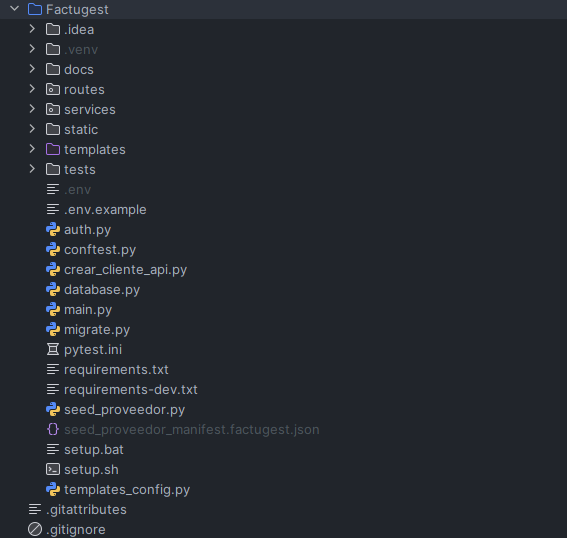 Factugest
.idea
.venv
docs
routes
services
static
templates
tests
.env
.env.example
auth.py
conftest.py
crear_cliente_api.py
database.py
main.py
migrate.py
pytest.ini
requirements.txt
requirements-dev.txt
seed_proveedor.py
seed_proveedor_manifest.factugest.json
setup.bat
setup.sh
templates_config.py
.gitattributes
.gitignore